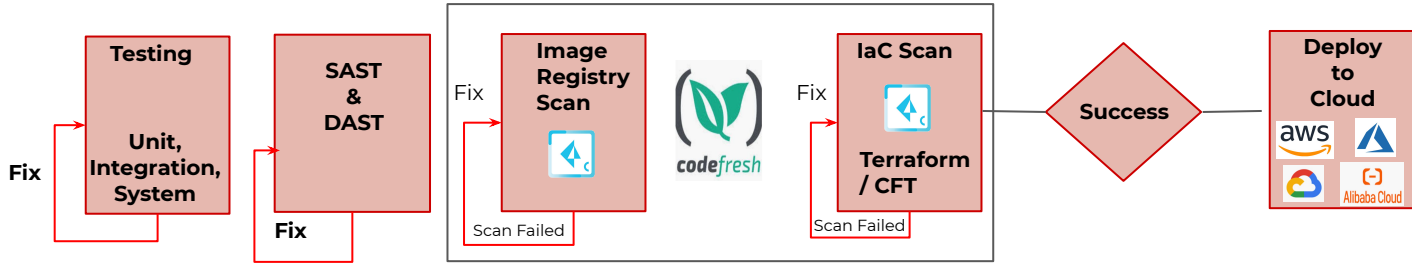 Testing
Unit,
Integration,
System
Fix
SAST
&
DAST
Fix
Image
Registry
Scan
C
Fix
Scan Failed
codefresh
IaC Scan
C
Terraform
/ CFT
Fix
Scan Failed
Success
Deploy
to
Cloud
aws
Alibaba Cloud